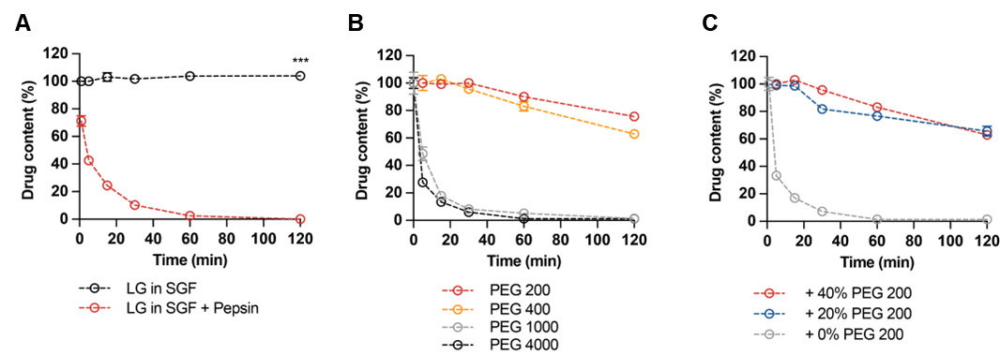 A
B
C
120
100
80
60
40
20
0
Drug content (%)
***
0 20 40 60 80 100 120
Time (min)
LG in SGF
LG in SGF + Pepsin
120
100
80
60
40
20
0
Drug content (%)
0 20 40 60 80 100 120
Time (min)
PEG 200
PEG 400
PEG 1000
PEG 4000
120
100
80
60
40
20
0
Drug content (%)
0 20 40 60 80 100 120
Time (min)
+ 40% PEG 200
+ 20% PEG 200
+ 0% PEG 200